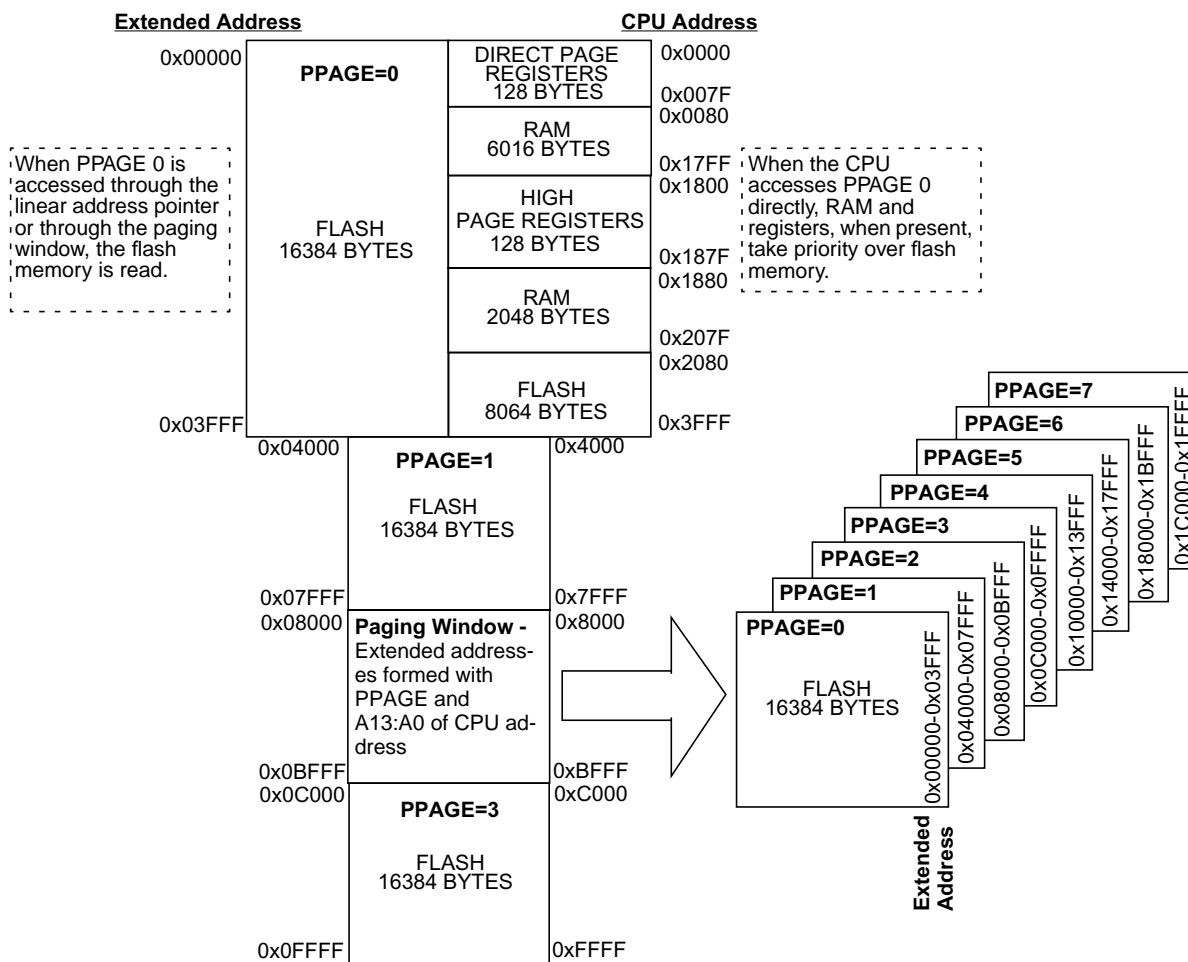 Extended Address
CPU Address
0x00000
PPAGE=0
FLASH
16384 BYTES
0x03FFF
DIRECT PAGE
REGISTERS
128 BYTES
0x0000
0x007F
RAM
6016 BYTES
0x0080
0x17FF
HIGH
PAGE REGISTERS
128 BYTES
0x1800
0x187F
RAM
2048 BYTES
0x1880
0x207F
FLASH
8064 BYTES
0x2080
0x3FFF
When PPAGE 0 is
accessed through the
linear address pointer
or through the paging
window, the flash
memory is read.
When the CPU
accesses PPAGE 0
directly, RAM and
registers, when present,
take priority over flash
memory.
0x04000
0x4000
PPAGE=1
FLASH
16384 BYTES
0x07FFF
0x7FFF
0x08000
0x8000
Paging Window -
Extended address-
es formed with
PPAGE and
A13:A0 of CPU ad-
dress
0x0BFFF
0xBFFF
0x0C000
0xC000
PPAGE=3
FLASH
16384 BYTES
0x0FFFF
0xFFFF
PPAGE=7
0x1C000-0x1FFFF
PPAGE=6
0x18000-0x1BFFF
PPAGE=5
0x14000-0x17FFF
PPAGE=4
0x10000-0x13FFF
PPAGE=3
0x0C000-0x0FFFF
PPAGE=2
0x08000-0x0BFFF
PPAGE=1
0x04000-0x07FFF
PPAGE=0
FLASH
16384 BYTES
0x00000-0x03FFF
Extended
Address